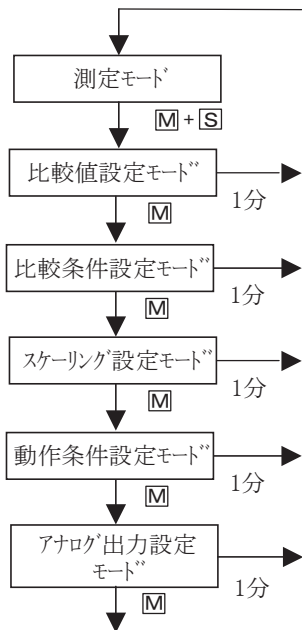 測定モード
M + S
比較値設定モード
1分
M
比較条件設定モード
1分
M
スケーリング設定モード
1分
M
動作条件設定モード
1分
M
アナログ出力設定
モード
1分
M